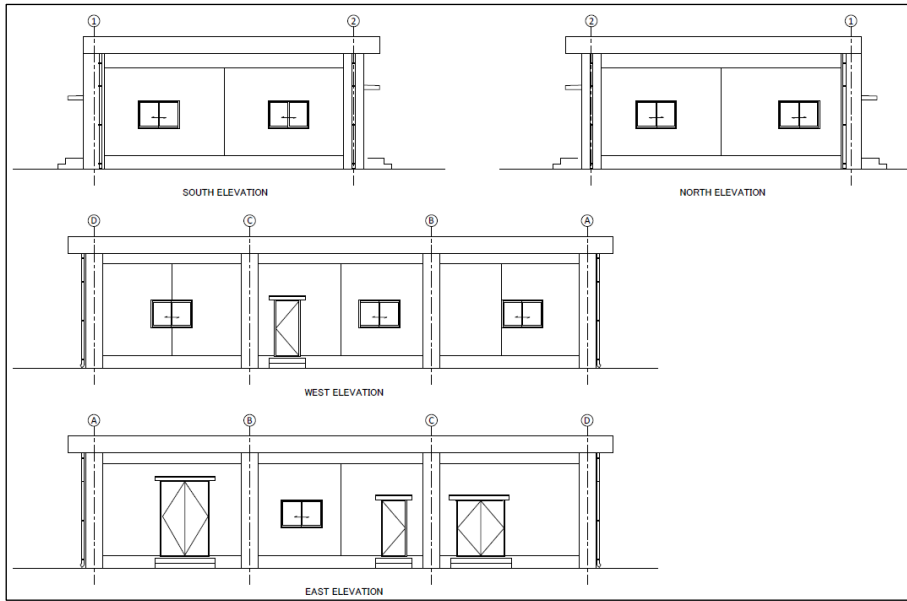 1 2
2 1
SOUTH ELEVATION
NORTH ELEVATION
D C B A
WEST ELEVATION
A B C D
EAST ELEVATION